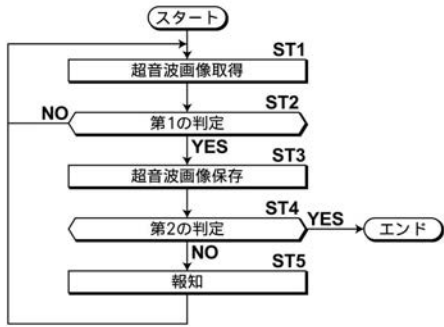 スタート
ST1
超音波画像取得
ST2
NO
第1の判定
YES
ST3
超音波画像保存
ST4
第2の判定
YES
エンド
NO
ST5
報知